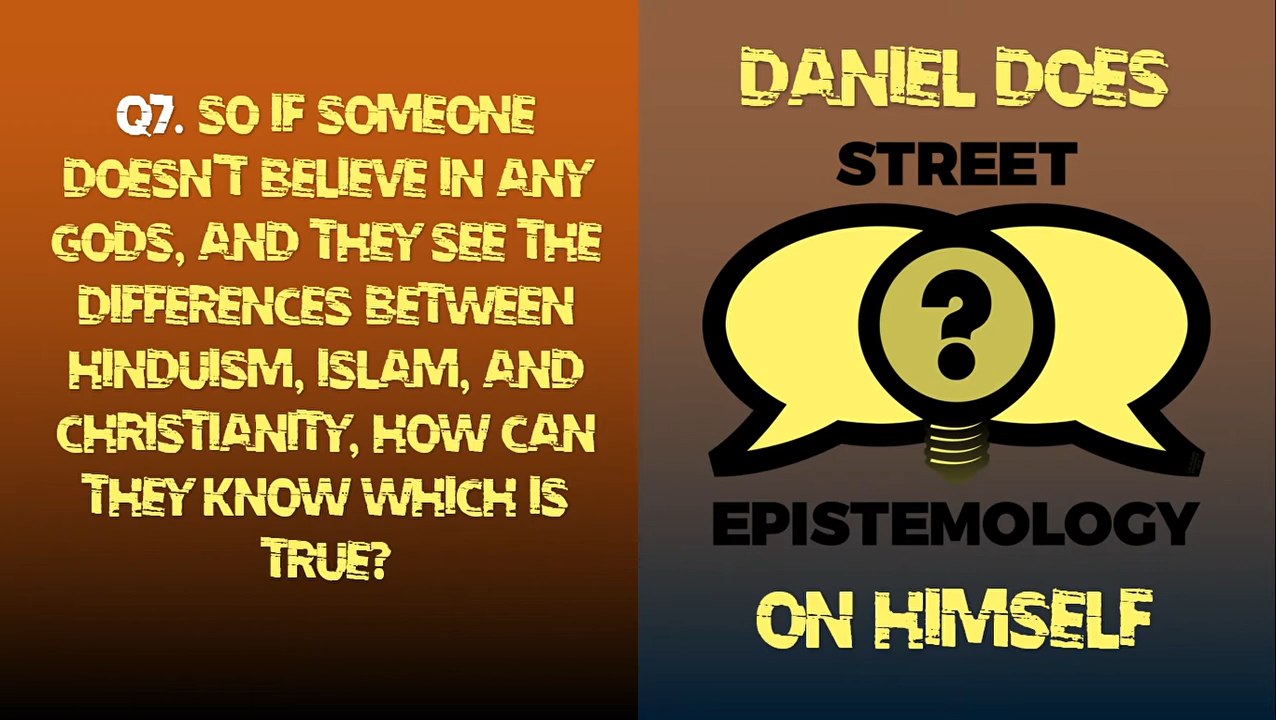 Q7. SO IF SOMEONE
DOESN'T BELIEVE IN ANY
GODS, AND THEY SEE THE
DIFFERENCES BETWEEN
HINDUISM, ISLAM, AND
CHRISTIANITY, HOW CAN
THEY KNOW WHICH IS
TRUE?
DANIEL DOES
STREET
?
EPISTEMOLOGY
ON HIMSELF